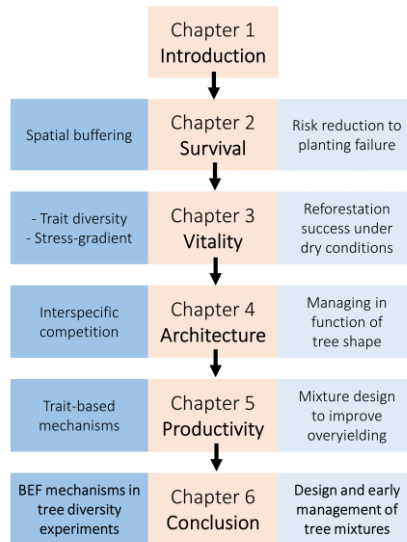 Chapter 1
Introduction
Spatial buffering
Chapter 2
Survival
Risk reduction to
planting failure
- Trait diversity
- Stress-gradient
Chapter 3
Vitality
Reforestation
success under
dry conditions
Interspecific
competition
Chapter 4
Architecture
Managing in
function of
tree shape
Trait-based
mechanisms
Chapter 5
Productivity
Mixture design
to improve
overyielding
BEF mechanisms in
tree diversity
experiments
Chapter 6
Conclusion
Design and early
management of
tree mixtures